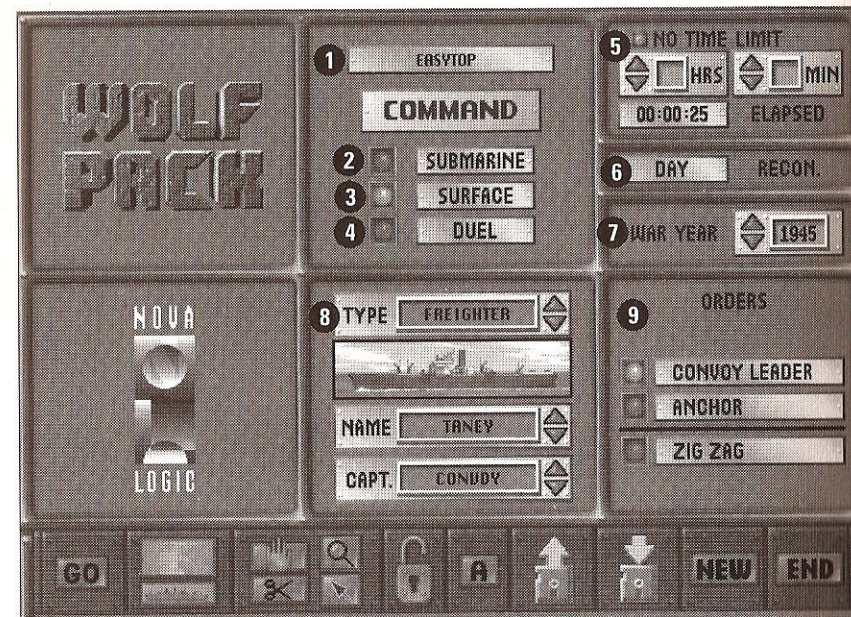 WOLF
PACK
1 EASYTOP
COMMAND
2 SUBMARINE
3 SURFACE
4 DUEL
5 NO TIME LIMIT
HRS MIN
00:00:25 ELAPSED
6 DAY RECON.
7 WAR YEAR 1945
NOVA
LOGIC
8 TYPE FREIGHTER
NAME TANEY
CAPT. CONVOY
9 ORDERS
CONVOY LEADER
ANCHOR
ZIG ZAG
GO A NEW END